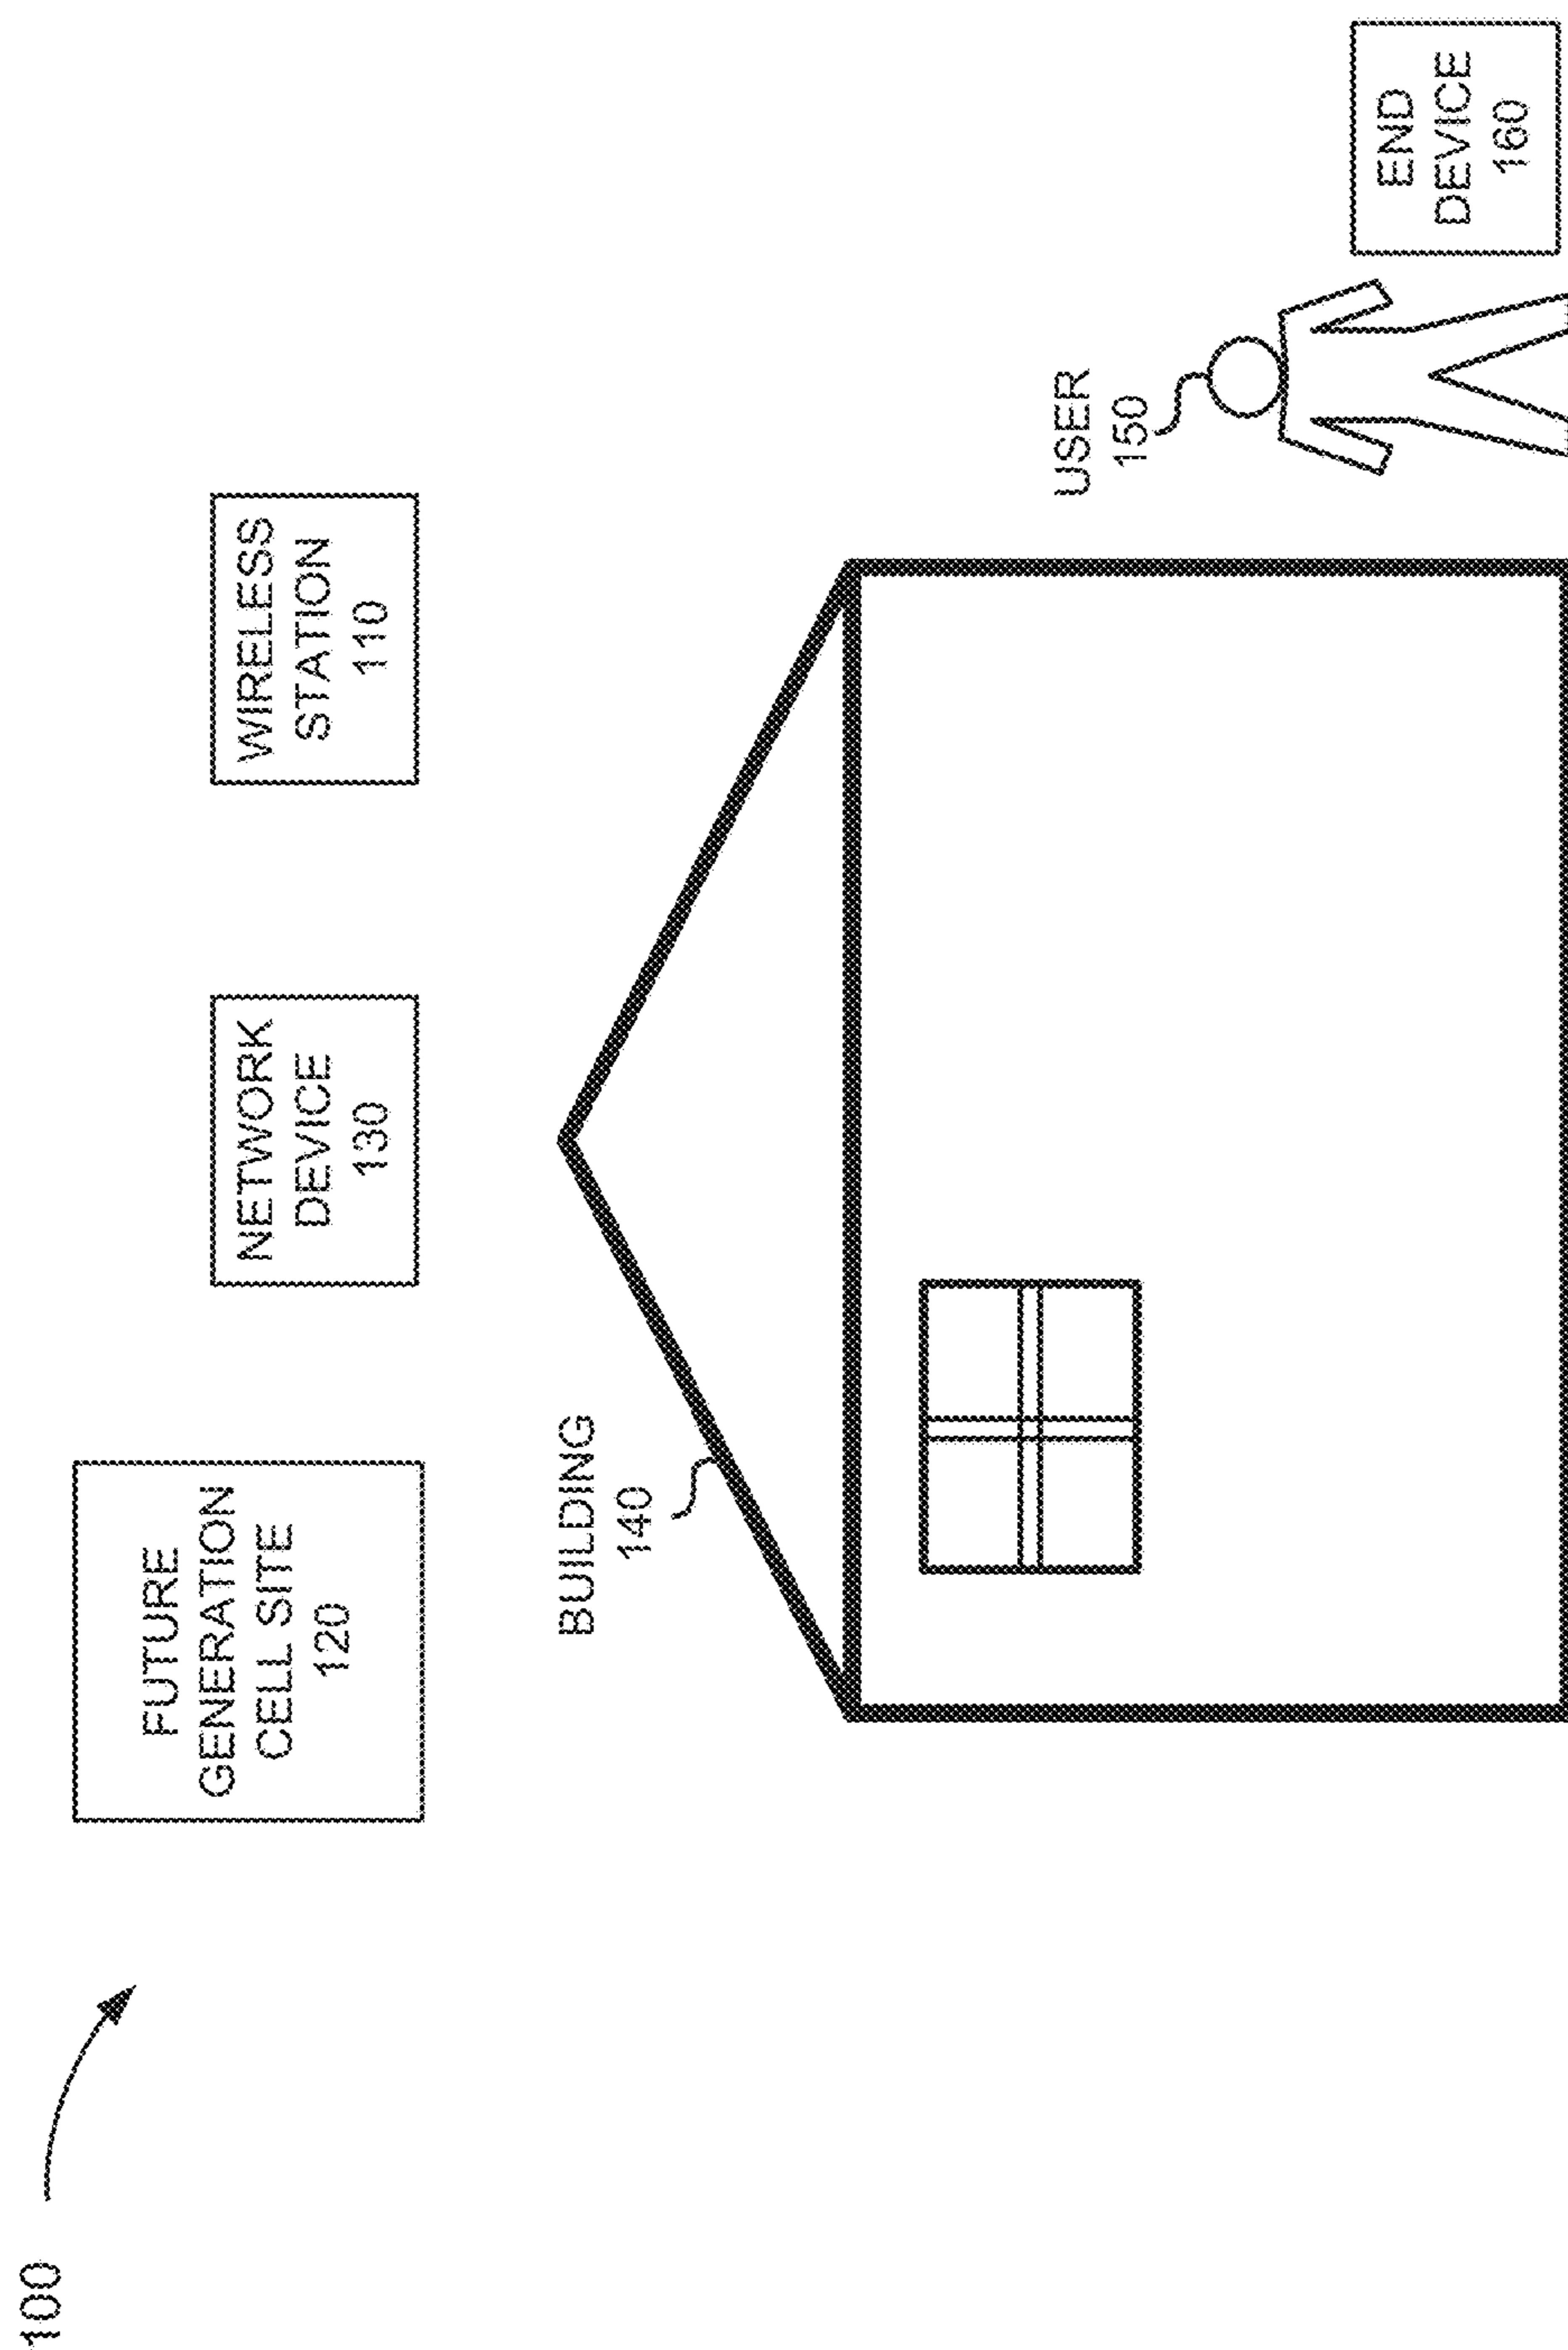 100
FUTURE
GENERATION
CELL SITE
120
NETWORK
DEVICE
130
WIRELESS
STATION
110
BUILDING
140
USER
150
END
DEVICE
160